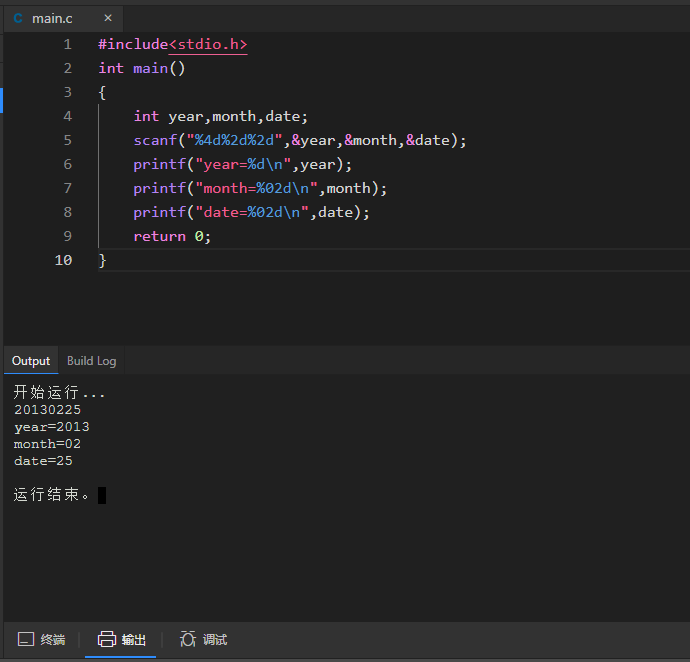 C main.c ×
1 #include<stdio.h>
2 int main()
3 {
4 int year,month,date;
5 scanf("%4d%2d%2d",&year,&month,&date);
6 printf("year=%d\n",year);
7 printf("month=%02d\n",month);
8 printf("date=%02d\n",date);
9 return 0;
10 }
Output Build Log
开始运行...
20130225
year=2013
month=02
date=25
运行结束。
终端 输出 调试